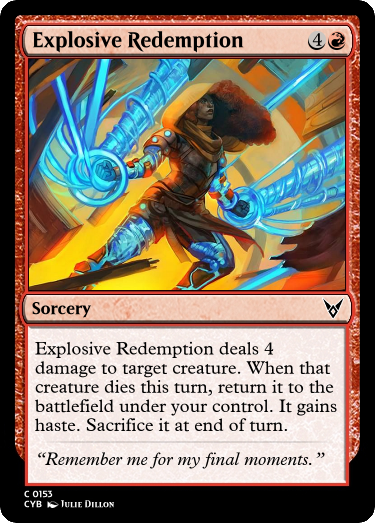 Explosive Redemption 4
Sorcery
Explosive Redemption deals 4
damage to target creature. When that
creature dies this turn, return it to the
battlefield under your control. It gains
haste. Sacrifice it at end of turn.
“Remember me for my final moments.”
C 0153
CYB Julie Dillon